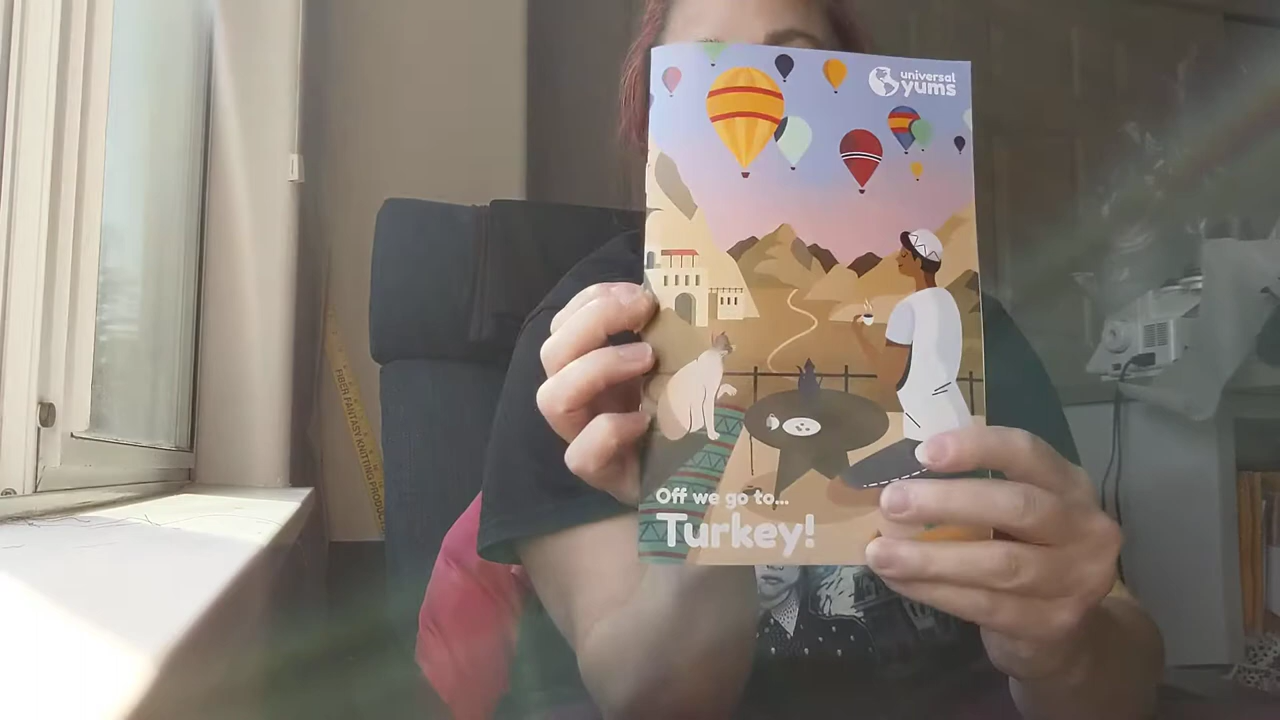 universal
yums
Off we go to...
Turkey!
FIBER FANTASY KNITTING PRODUCTS